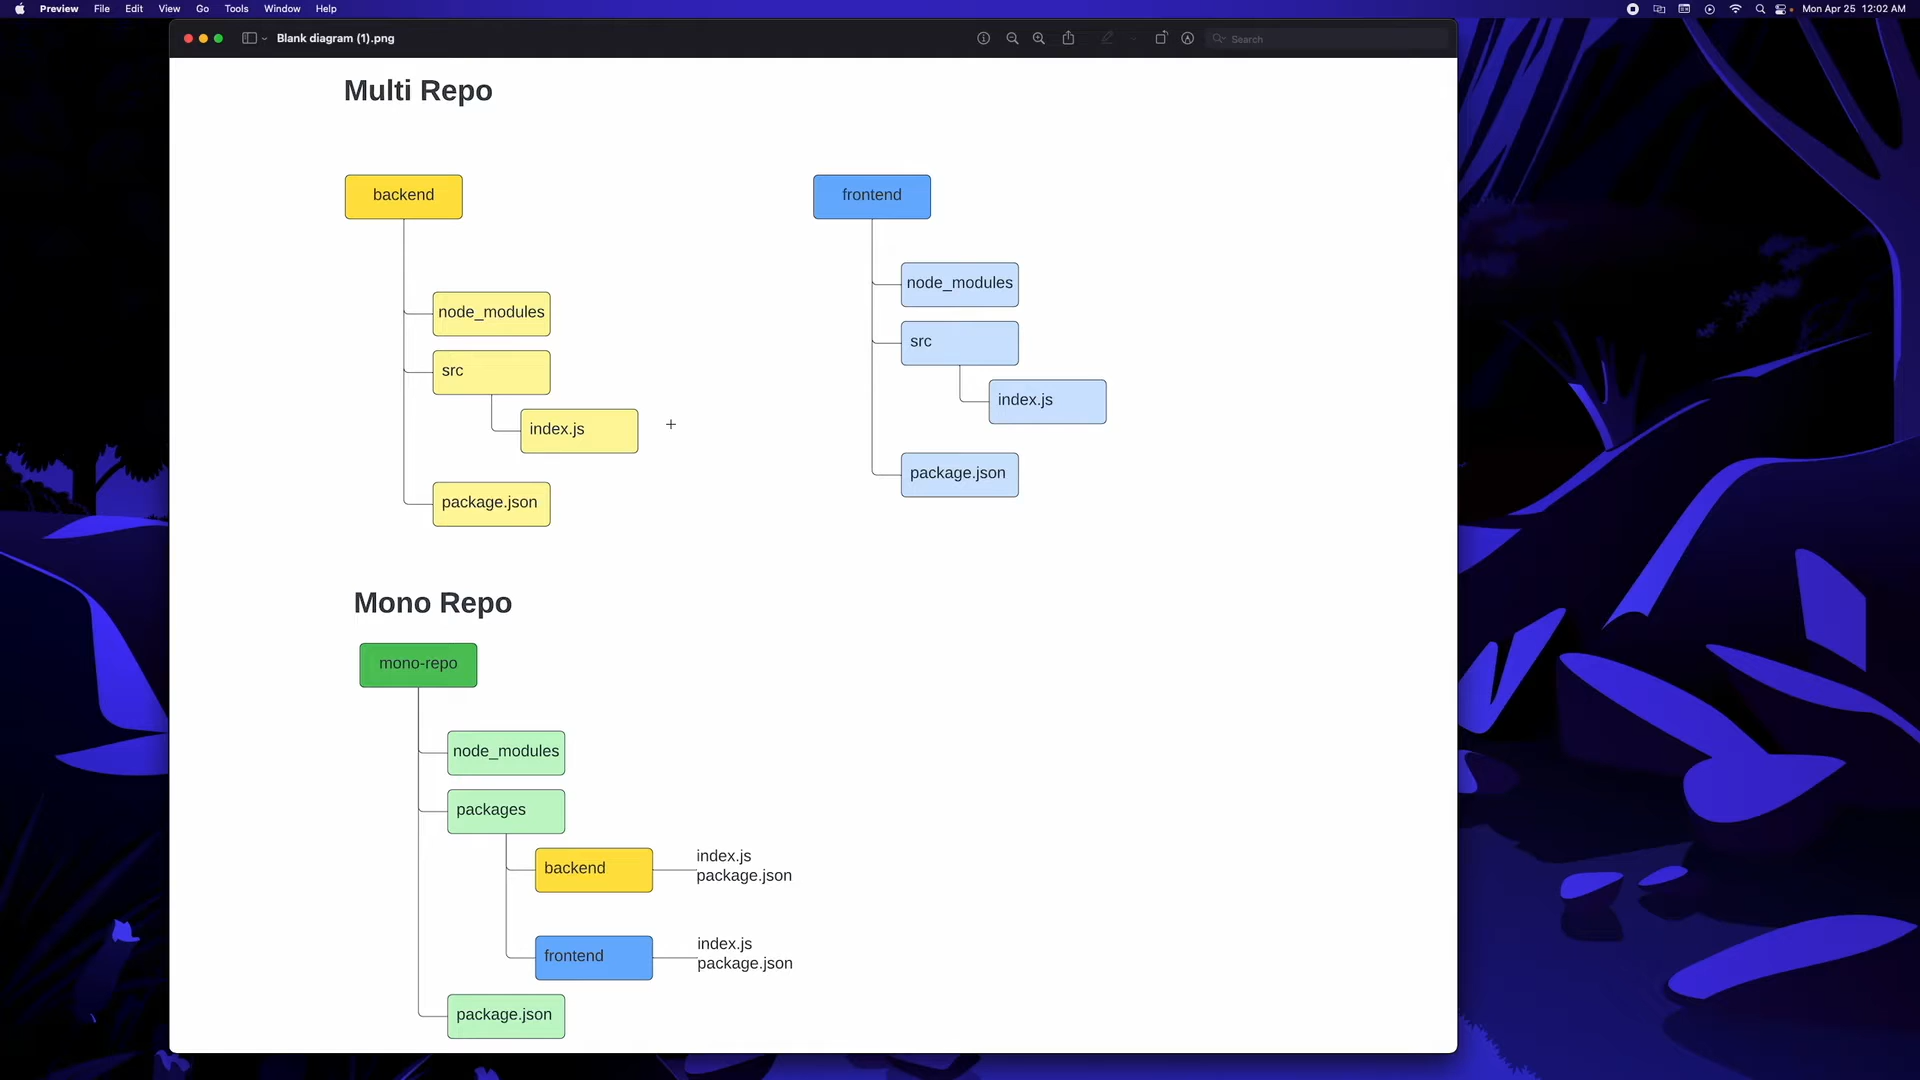 Preview File Edit View Go Tools Window Help Mon Apr 25 12:02 AM
Blank diagram (1).png Search
Multi Repo
backend
node_modules
src
index.js
package.json
frontend
node_modules
src
index.js
package.json
Mono Repo
mono-repo
node_modules
packages
backend
index.js
package.json
frontend
index.js
package.json
package.json